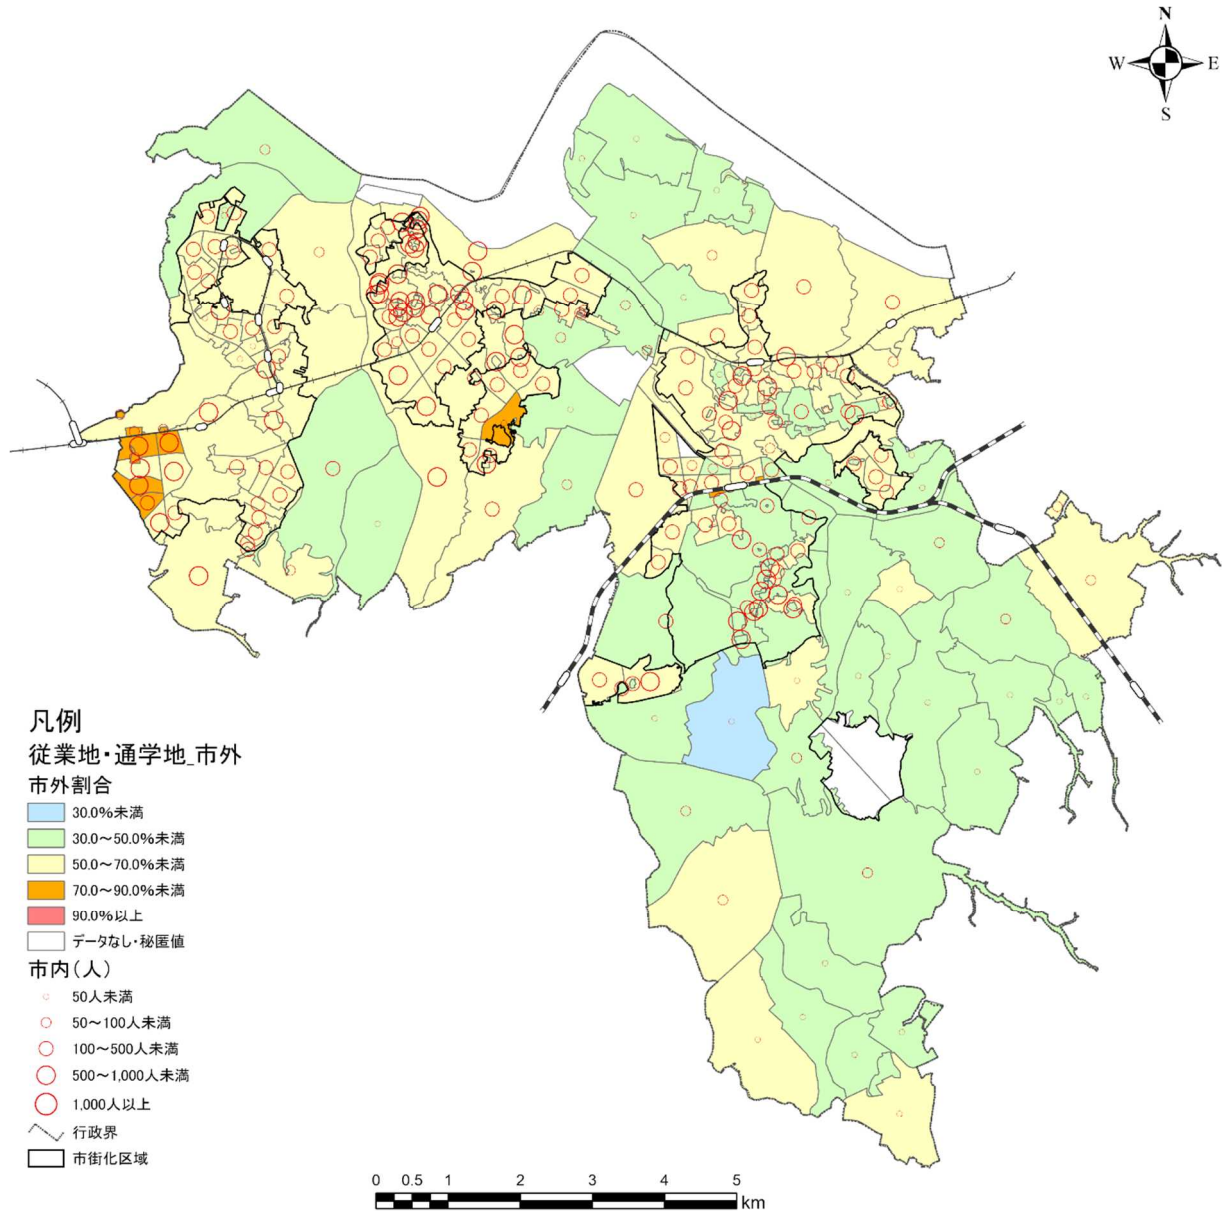 N
W
E
S
凡例
従業地・通学地_市外
市外割合
30.0%未満
30.0～50.0%未満
50.0～70.0%未満
70.0～90.0%未満
90.0%以上
データなし・秘匿値
市内(人)
50人未満
50～100人未満
100～500人未満
500～1,000人未満
1,000人以上
行政界
市街化区域
0 0.5 1 2 3 4 5
km